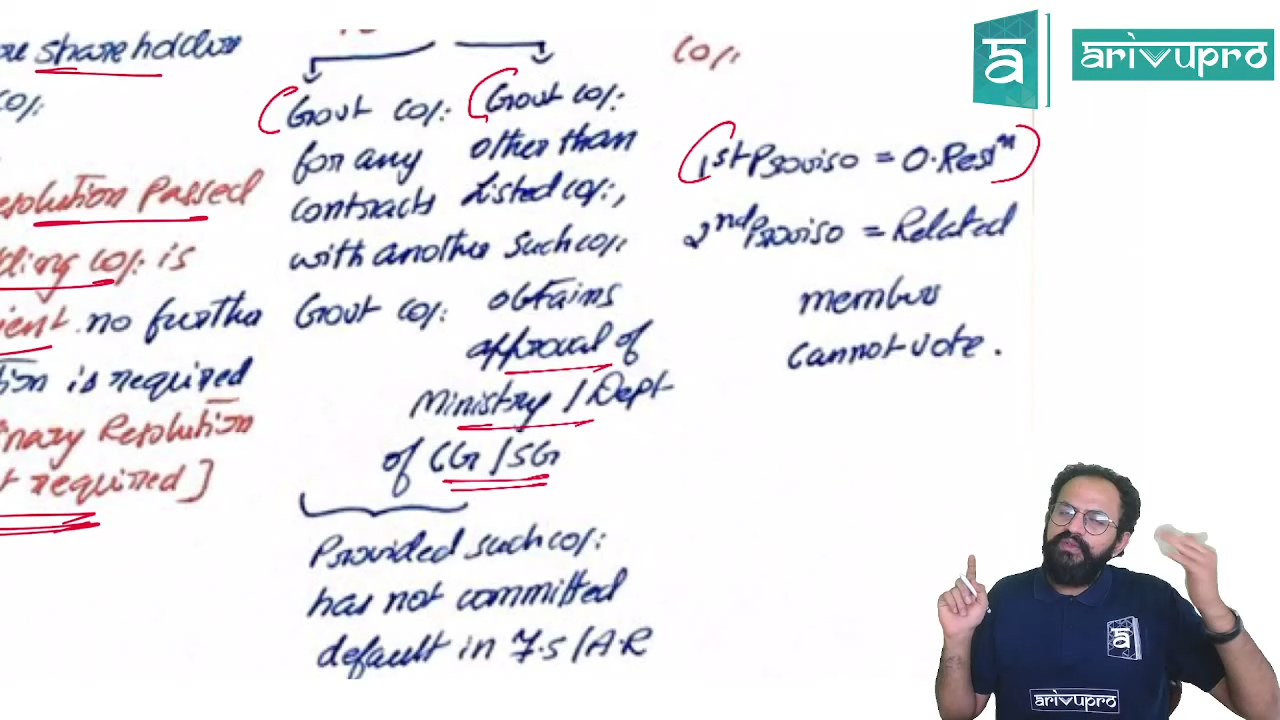 shareholder
co/:
Resolution Passed
co/: is
no further
is required
Resolution
required]
Govt co/:
for any
contracts
with another
Govt co/:
Govt co/:
other than
Listed co/:,
such co/:
obtains
approval of
Ministry / Dept
of CG / SG
Provided such co/:
has not committed
default in F.S / A.R
co/:
1st Proviso = O.Resn
2nd Proviso = Related
member
cannot vote.
arivupro
arivupro